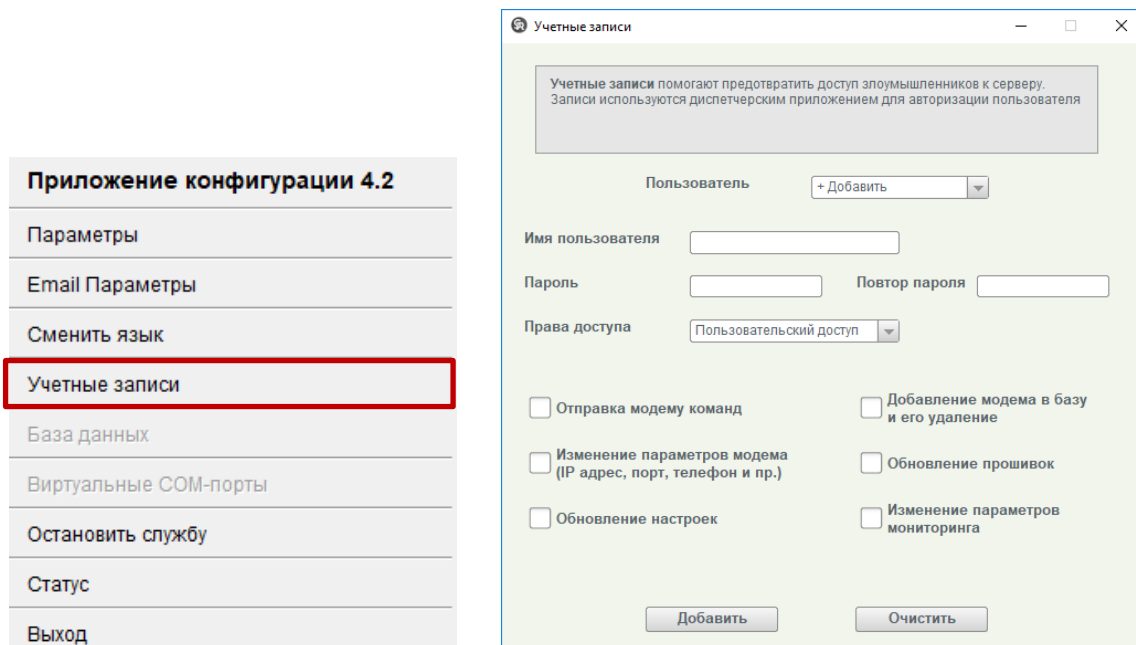 Приложение конфигурации 4.2
Параметры
Email Параметры
Сменить язык
Учетные записи
База данных
Виртуальные COM-порты
Остановить службу
Статус
Выход
Учетные записи
Учетные записи помогают предотвратить доступ злоумышленников к серверу.
Записи используются диспетчерским приложением для авторизации пользователя
Пользователь + Добавить
Имя пользователя
Пароль Повтор пароля
Права доступа Пользовательский доступ
Отправка модему команд
Добавление модема в базу
и его удаление
Изменение параметров модема
(IP адрес, порт, телефон и пр.)
Обновление прошивок
Обновление настроек
Изменение параметров
мониторинга
Добавить Очистить